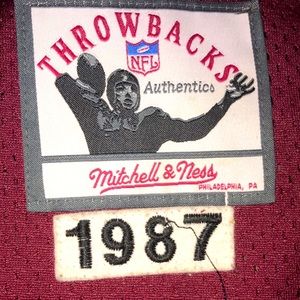 THROWBACKS
NFL
Authentics
Mitchell & Ness
PHILADELPHIA, PA
1987